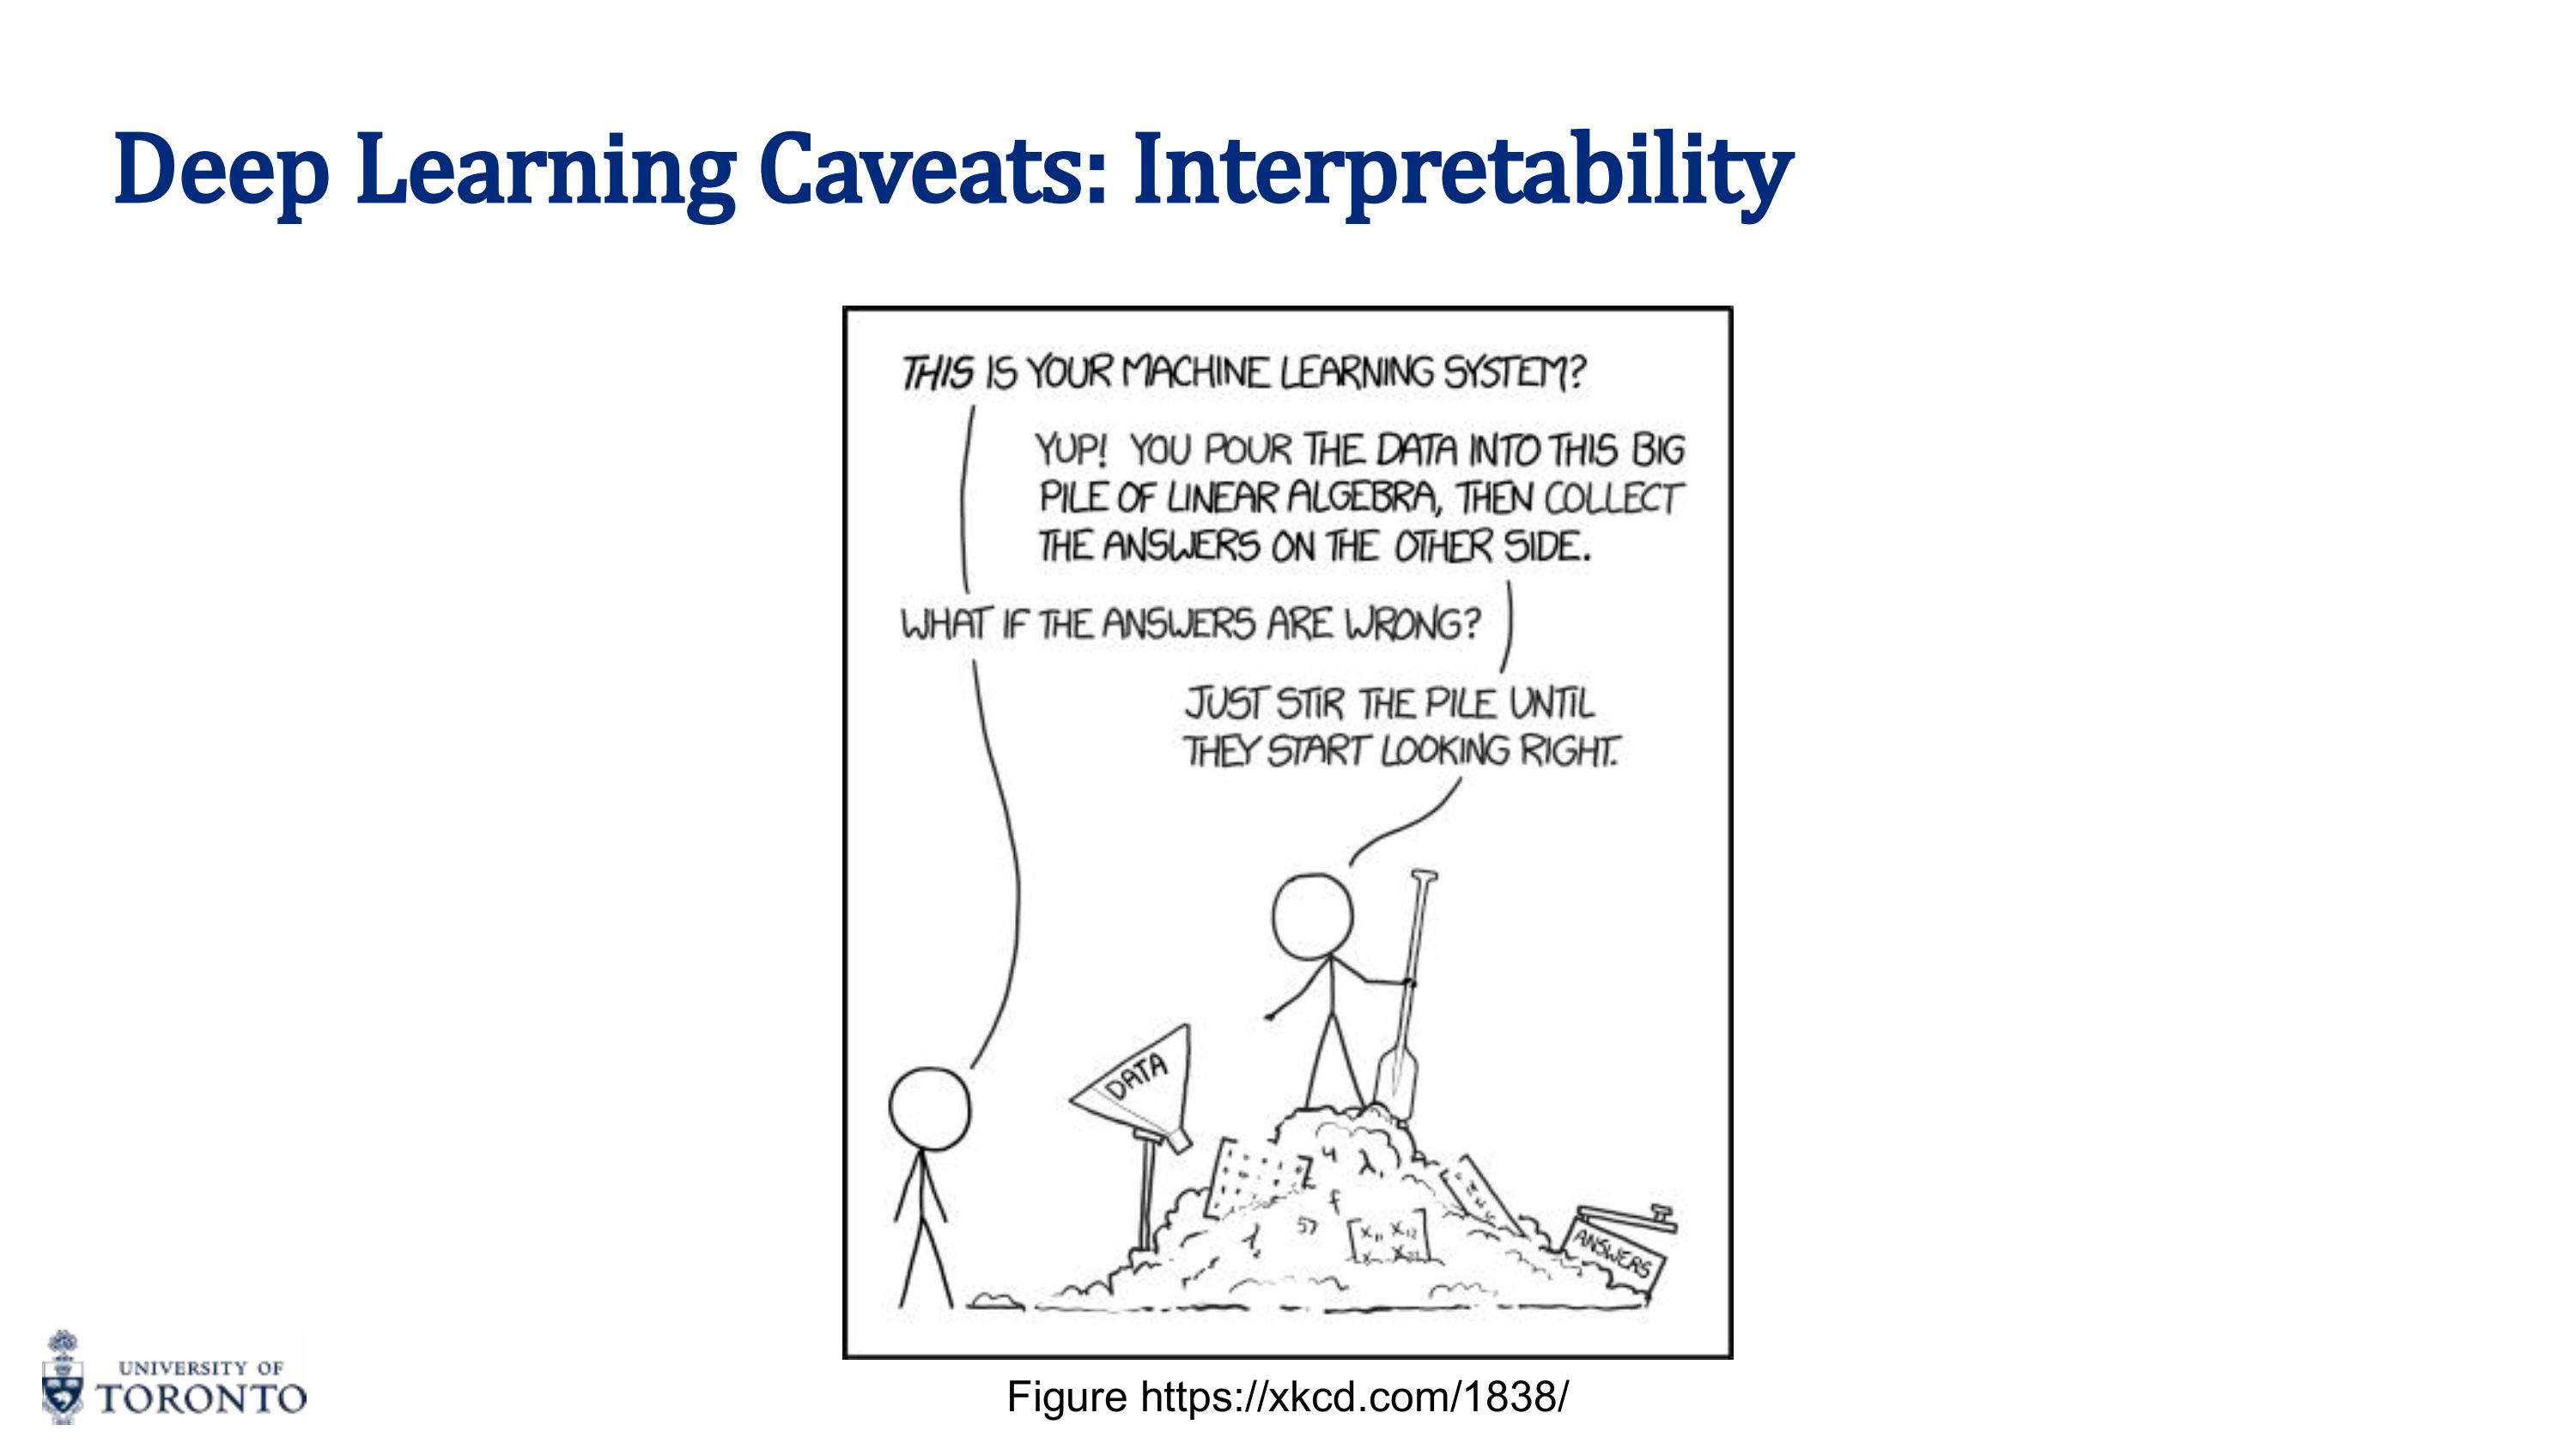 Deep Learning Caveats: Interpretability
THIS IS YOUR MACHINE LEARNING SYSTEM?
YUP! YOU POUR THE DATA INTO THIS BIG
PILE OF LINEAR ALGEBRA, THEN COLLECT
THE ANSWERS ON THE OTHER SIDE.
WHAT IF THE ANSWERS ARE WRONG?
JUST STIR THE PILE UNTIL
THEY START LOOKING RIGHT.
DATA
ANSWERS
UNIVERSITY OF
TORONTO
Figure https://xkcd.com/1838/